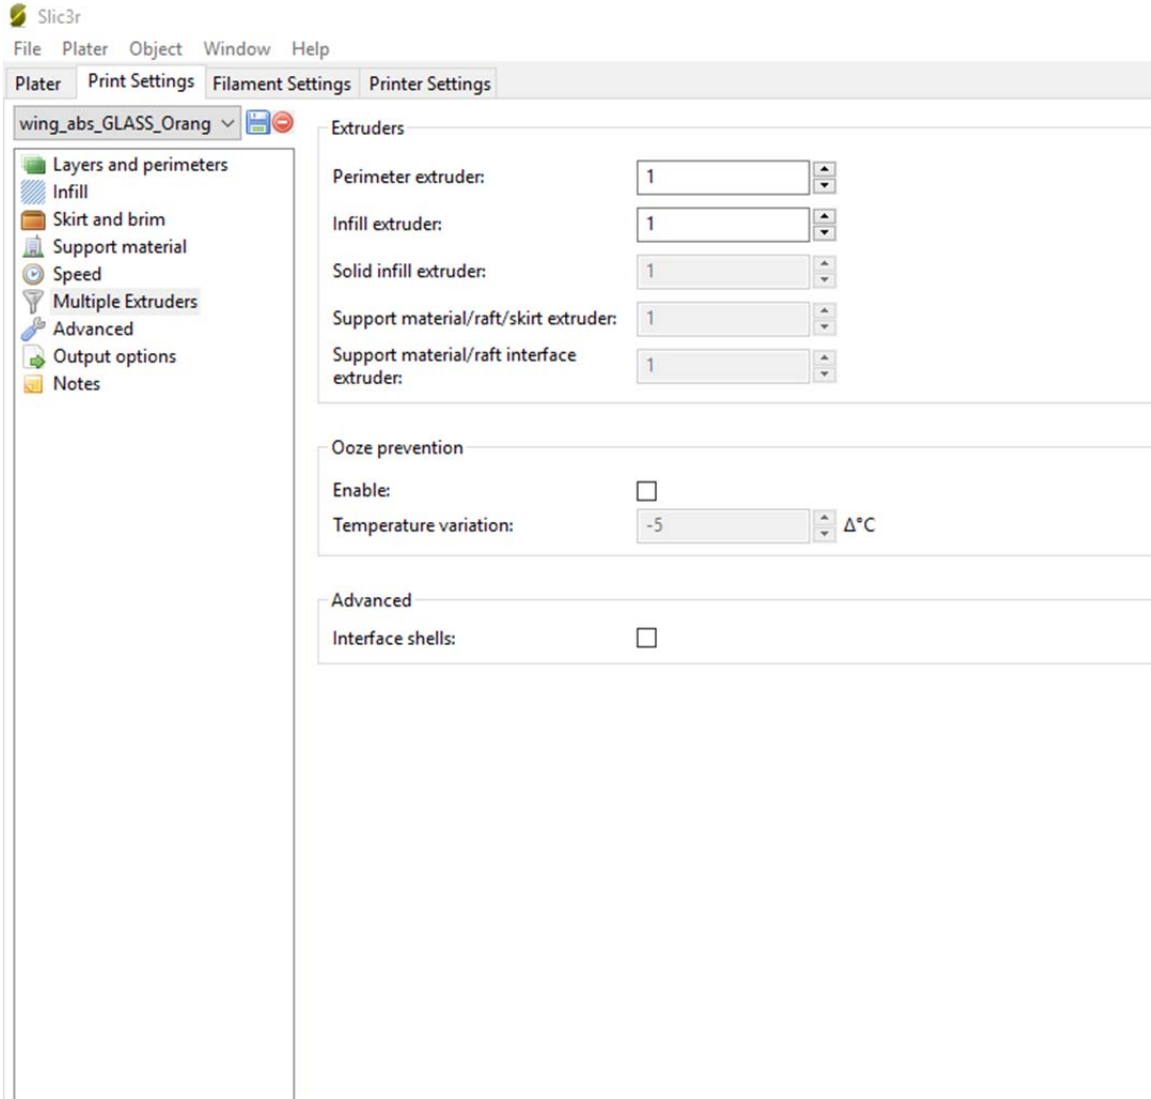 Slic3r
File Plater Object Window Help
Plater Print Settings Filament Settings Printer Settings
wing_abs_GLASS_Orang
Layers and perimeters
Infill
Skirt and brim
Support material
Speed
Multiple Extruders
Advanced
Output options
Notes
Extruders
Perimeter extruder: 1
Infill extruder: 1
Solid infill extruder: 1
Support material/raft/skirt extruder: 1
Support material/raft interface
extruder: 1
Ooze prevention
Enable:
Temperature variation: -5 Δ°C
Advanced
Interface shells: